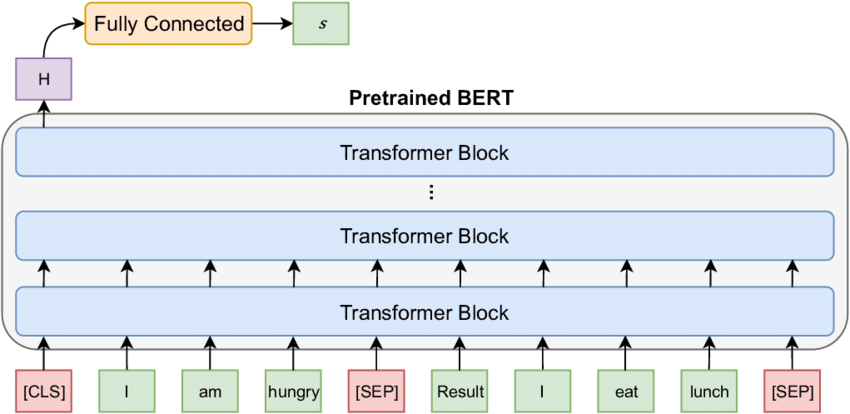 Fully Connected
s
H
Pretrained BERT
Transformer Block
...
Transformer Block
Transformer Block
[CLS] I am hungry [SEP] Result I eat lunch [SEP]